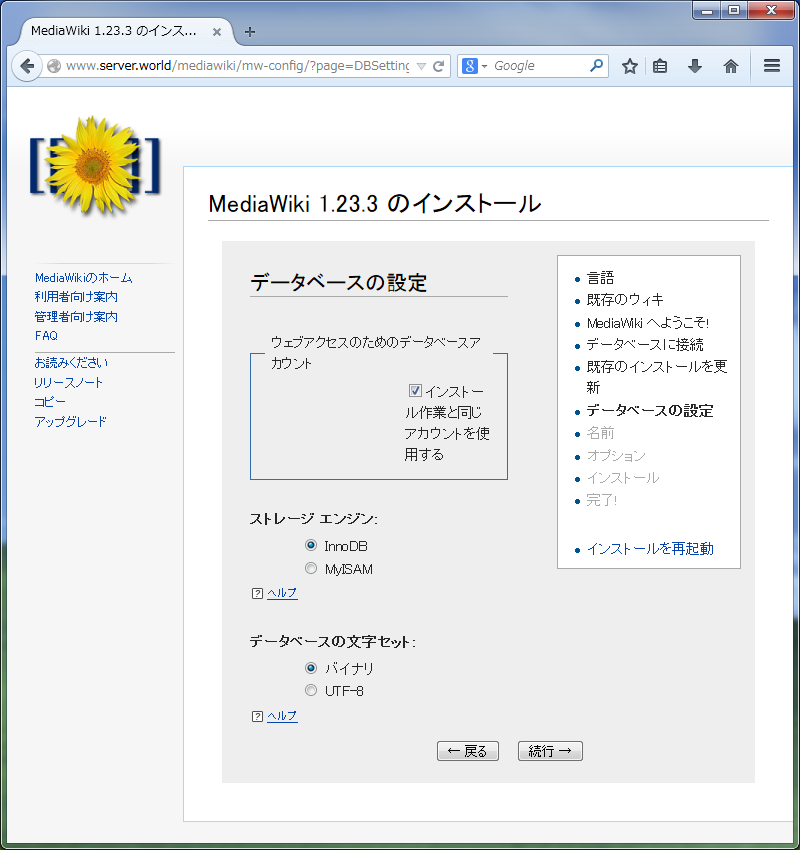 MediaWiki 1.23.3 のインス...
www.server.world/mediawiki/mw-config/?page=DBSetting
Google
MediaWiki 1.23.3 のインストール
MediaWikiのホーム
利用者向け案内
管理者向け案内
FAQ
お読みください
リリースノート
コピー
アップグレード
データベースの設定
ウェブアクセスのためのデータベースア
カウント
インストー
ル作業と同じ
アカウントを使
用する
ストレージ エンジン:
InnoDB
MyISAM
ヘルプ
データベースの文字セット:
バイナリ
UTF-8
ヘルプ
← 戻る
続行 →
言語
既存のウィキ
MediaWiki へようこそ!
データベースに接続
既存のインストールを更
新
データベースの設定
名前
オプション
インストール
完了!
インストールを再起動